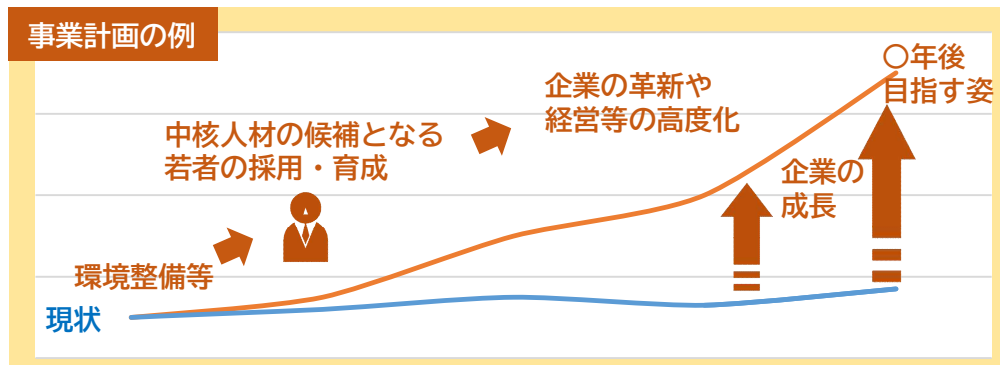 事業計画の例
〇年後
目指す姿
企業の革新や
経営等の高度化
中核人材の候補となる
若者の採用・育成
企業の
成長
環境整備等
現状